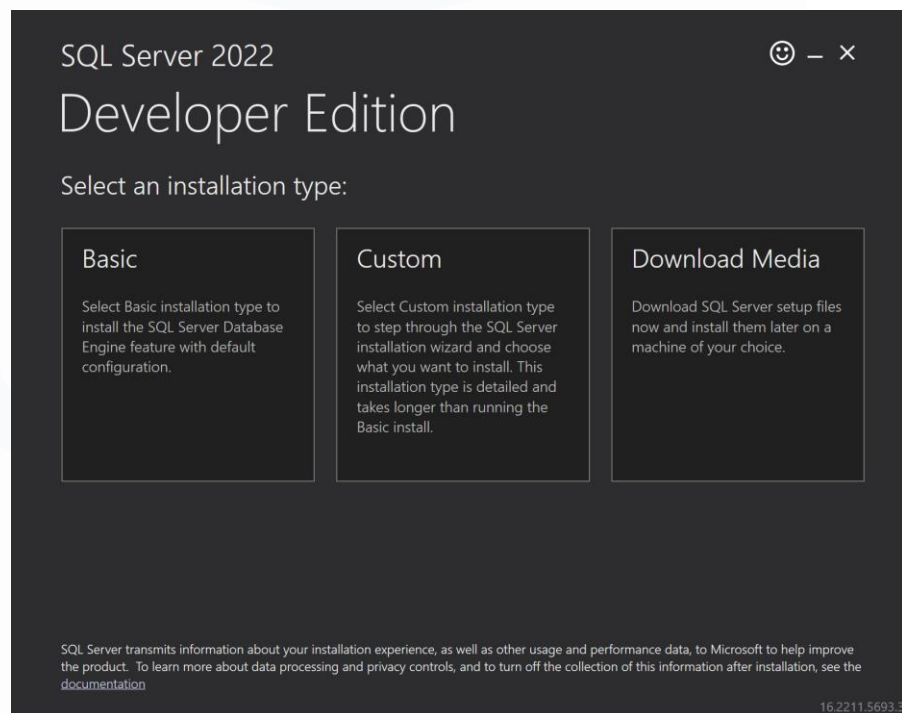 SQL Server 2022
Developer Edition
Select an installation type:
Basic
Select Basic installation type to
install the SQL Server Database
Engine feature with default
configuration.
Custom
Select Custom installation type
to step through the SQL Server
installation wizard and choose
what you want to install. This
installation type is detailed and
takes longer than running the
Basic install.
Download Media
Download SQL Server setup files
now and install them later on a
machine of your choice.
SQL Server transmits information about your installation experience, as well as other usage and performance data, to Microsoft to help improve
the product. To learn more about data processing and privacy controls, and to turn off the collection of this information after installation, see the
documentation
16.2211.5693.3